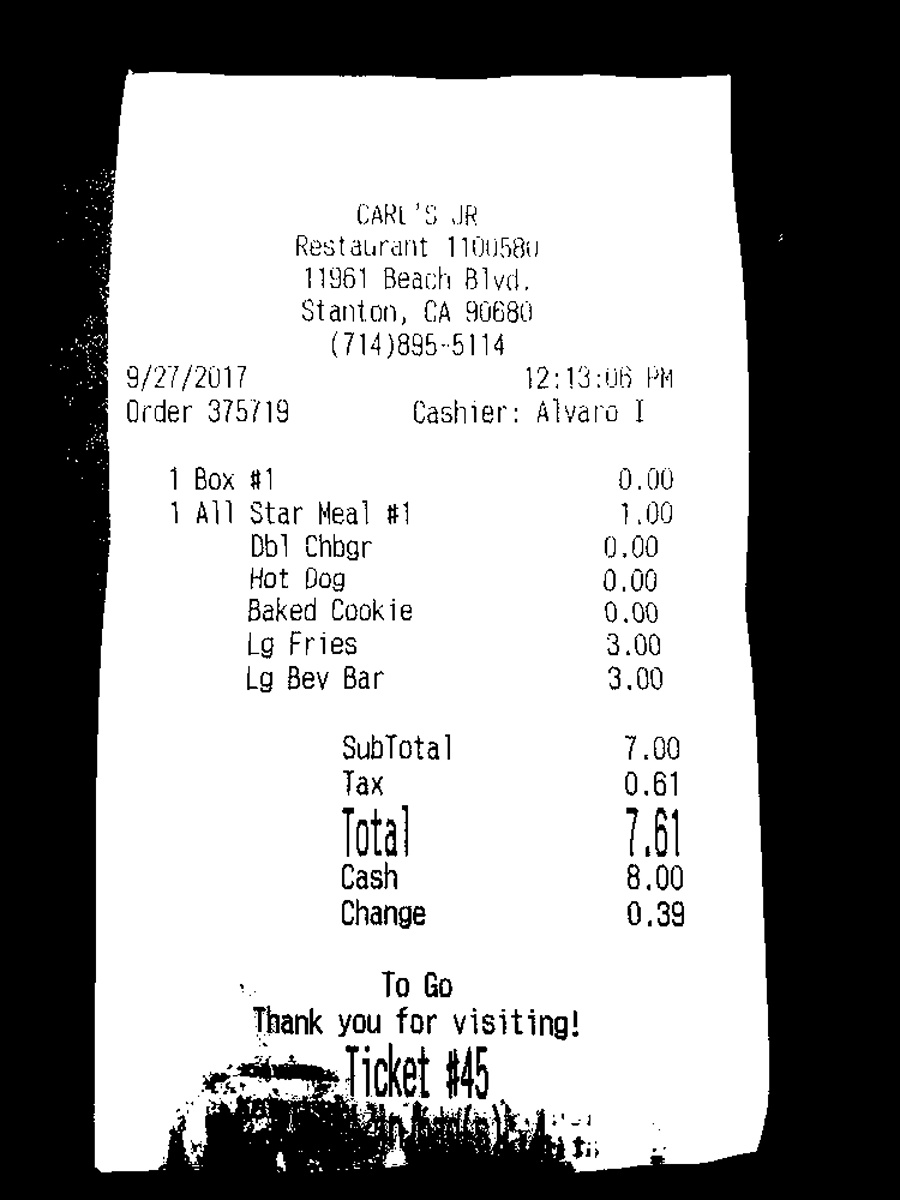 CARL'S JR
Restaurant 1100580
11961 Beach Blvd.
Stanton, CA 90680
(714)895-5114
9/27/2017 12:13:06 PM
Order 375719 Cashier: Alvaro I
1 Box #1 0.00
1 All Star Meal #1 1.00
Dbl Chbgr 0.00
Hot Dog 0.00
Baked Cookie 0.00
Lg Fries 3.00
Lg Bev Bar 3.00
SubTotal 7.00
Tax 0.61
Total 7.61
Cash 8.00
Change 0.39
To Go
Thank you for visiting!
Ticket #45